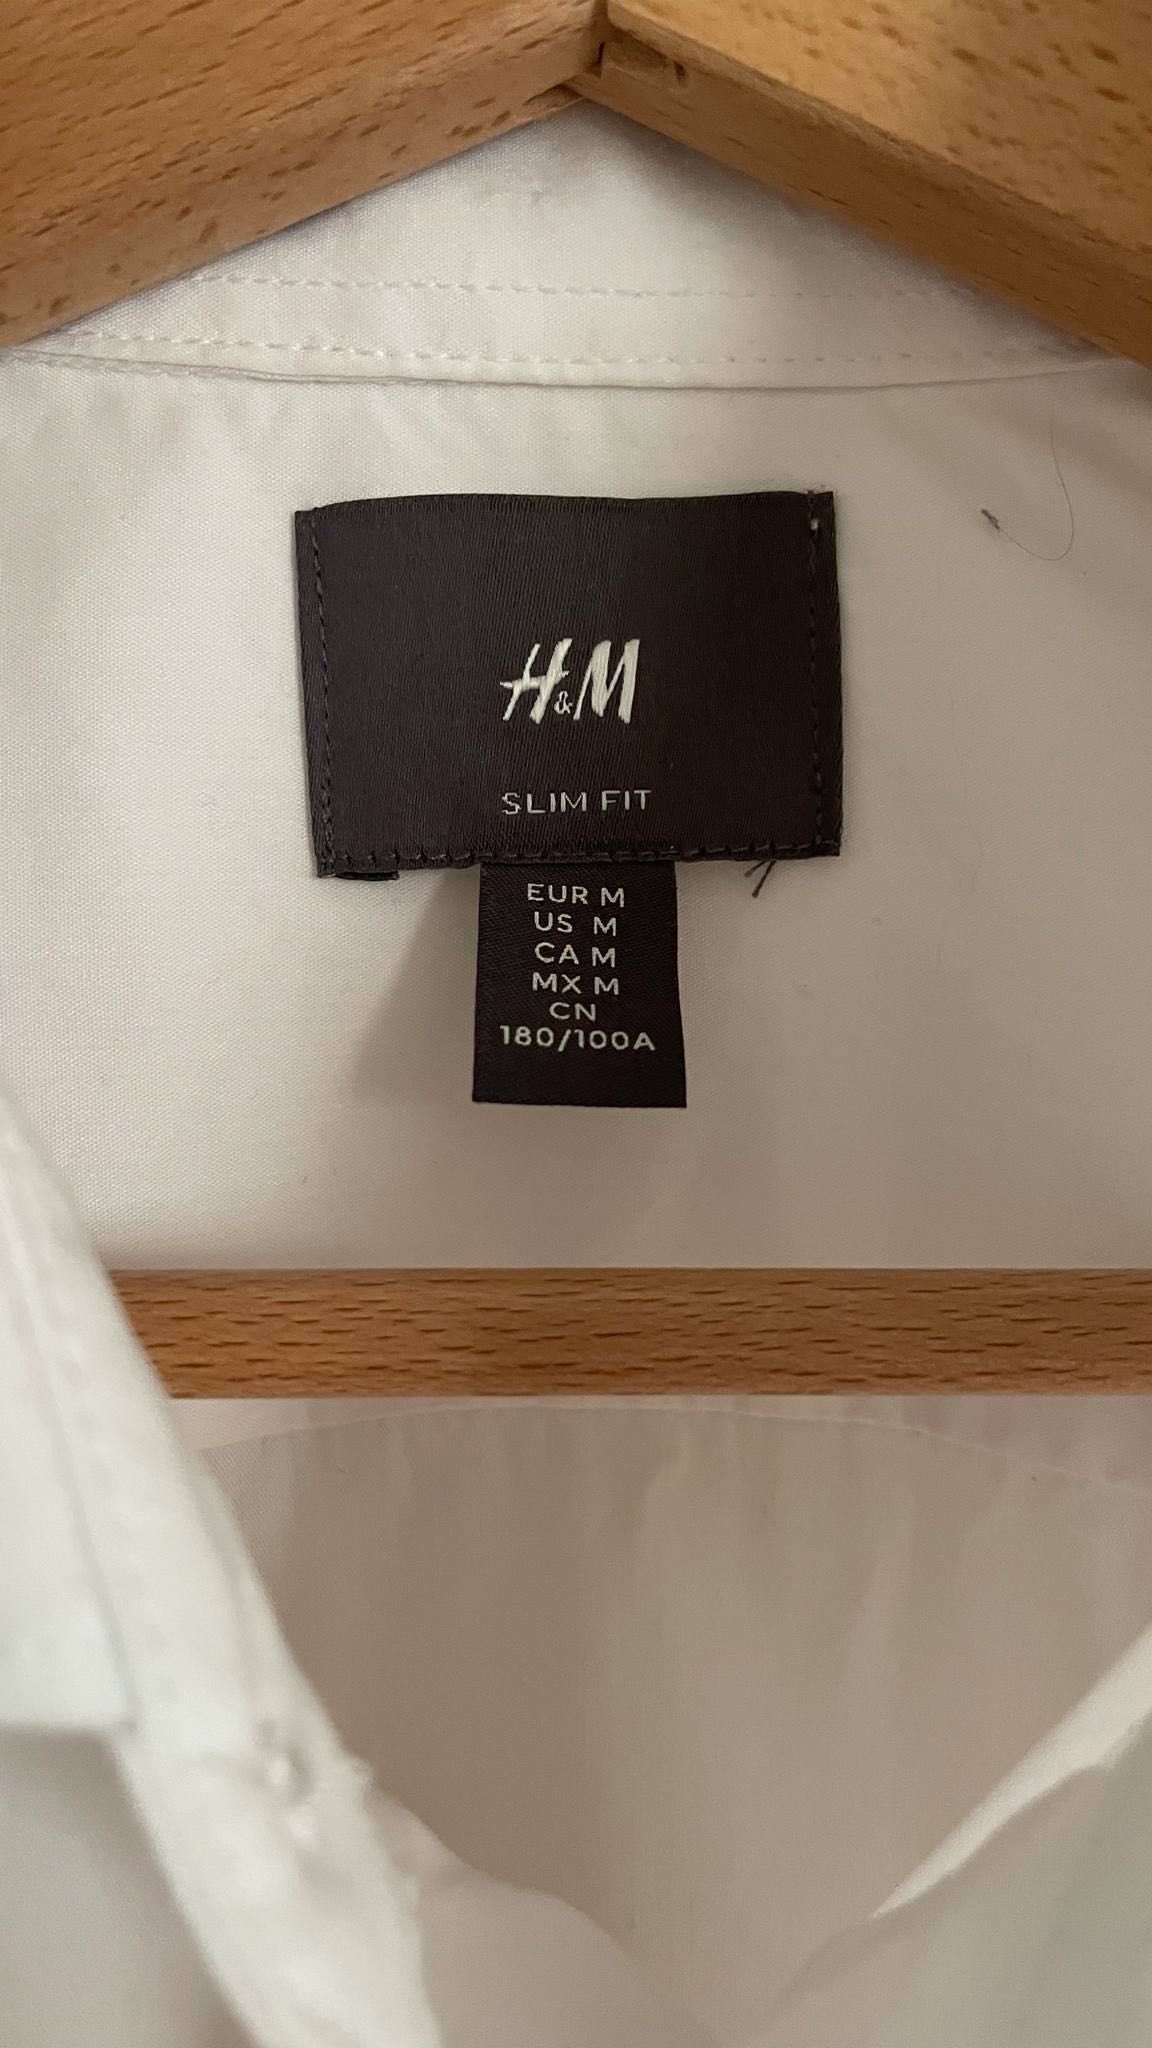 H&M
SLIM FIT
EUR M
US M
CA M
MX M
CN
180/100A